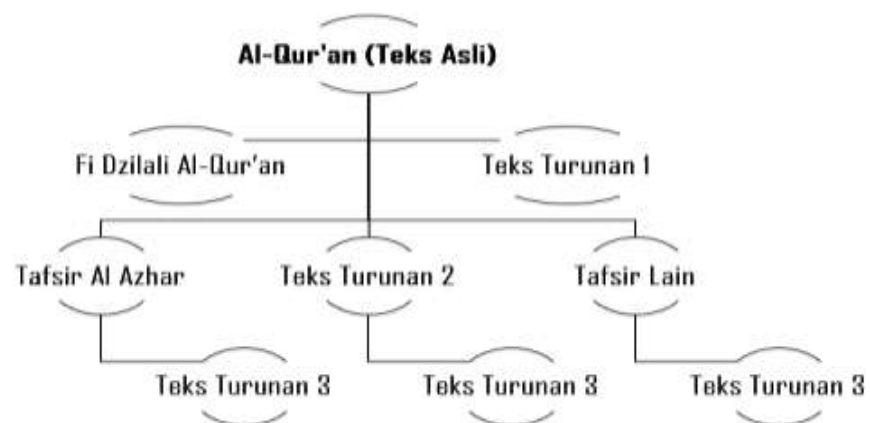 Al-Qur'an (Teks Asli)
Fi Dzilali Al-Qur'an
Teks Turunan 1
Tafsir Al Azhar
Teks Turunan 2
Tafsir Lain
Teks Turunan 3
Teks Turunan 3
Teks Turunan 3